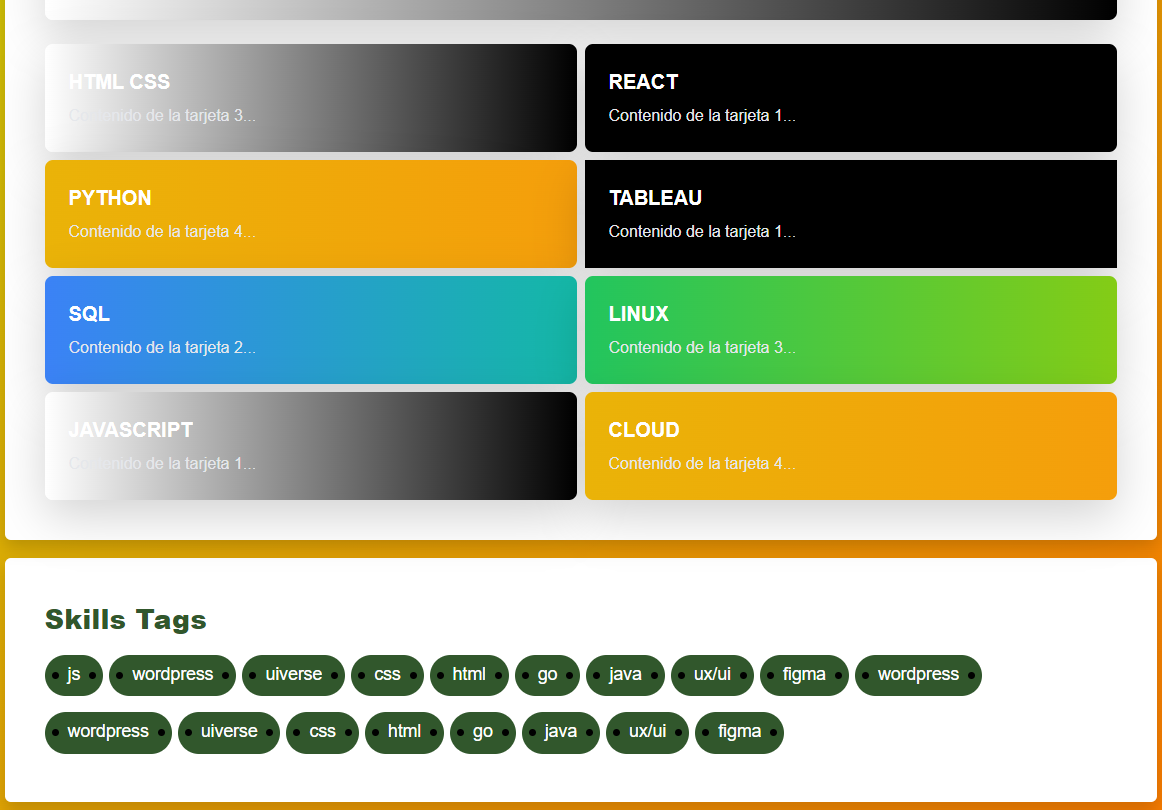 HTML CSS
Contenido de la tarjeta 3...
REACT
Contenido de la tarjeta 1...
PYTHON
Contenido de la tarjeta 4...
TABLEAU
Contenido de la tarjeta 1...
SQL
Contenido de la tarjeta 2...
LINUX
Contenido de la tarjeta 3...
JAVASCRIPT
Contenido de la tarjeta 1...
CLOUD
Contenido de la tarjeta 4...
Skills Tags
js wordpress uiverse css html go java ux/ui figma wordpress
wordpress uiverse css html go java ux/ui figma